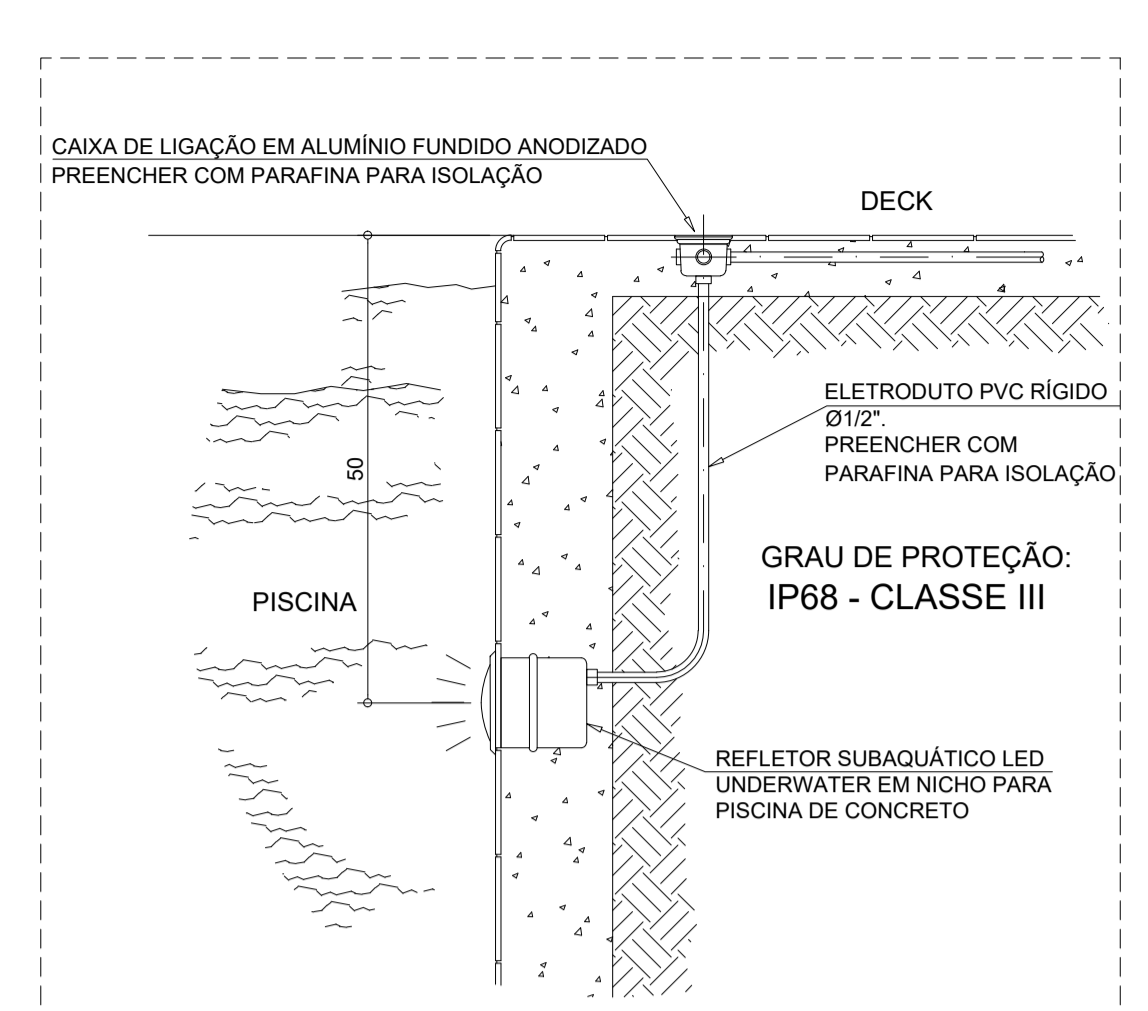 CAIXA DE LIGAÇÃO EM ALUMÍNIO FUNDIDO ANODIZADO
PREENCHER COM PARAFINA PARA ISOLAÇÃO
DECK
ELETRODUTO PVC RÍGIDO
Ø1/2".
PREENCHER COM
PARAFINA PARA ISOLAÇÃO
50
GRAU DE PROTEÇÃO:
IP68 - CLASSE III
PISCINA
REFLETOR SUBAQUÁTICO LED
UNDERWATER EM NICHO PARA
PISCINA DE CONCRETO